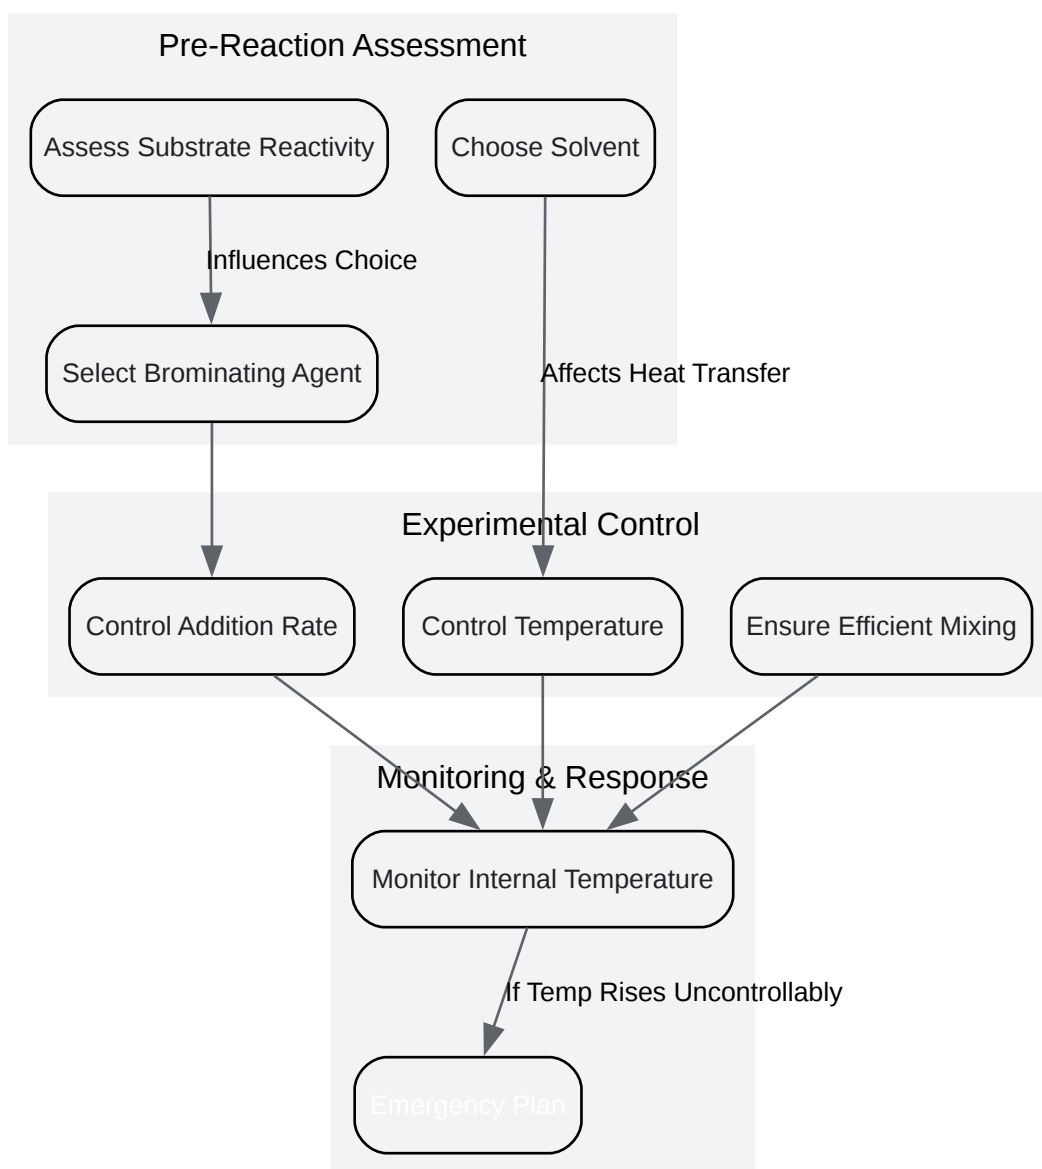 Pre-Reaction Assessment
Assess Substrate Reactivity
Choose Solvent
Influences Choice
Select Brominating Agent
Affects Heat Transfer
Experimental Control
Control Addition Rate
Control Temperature
Ensure Efficient Mixing
Monitoring & Response
Monitor Internal Temperature
If Temp Rises Uncontrollably
Emergency Plan